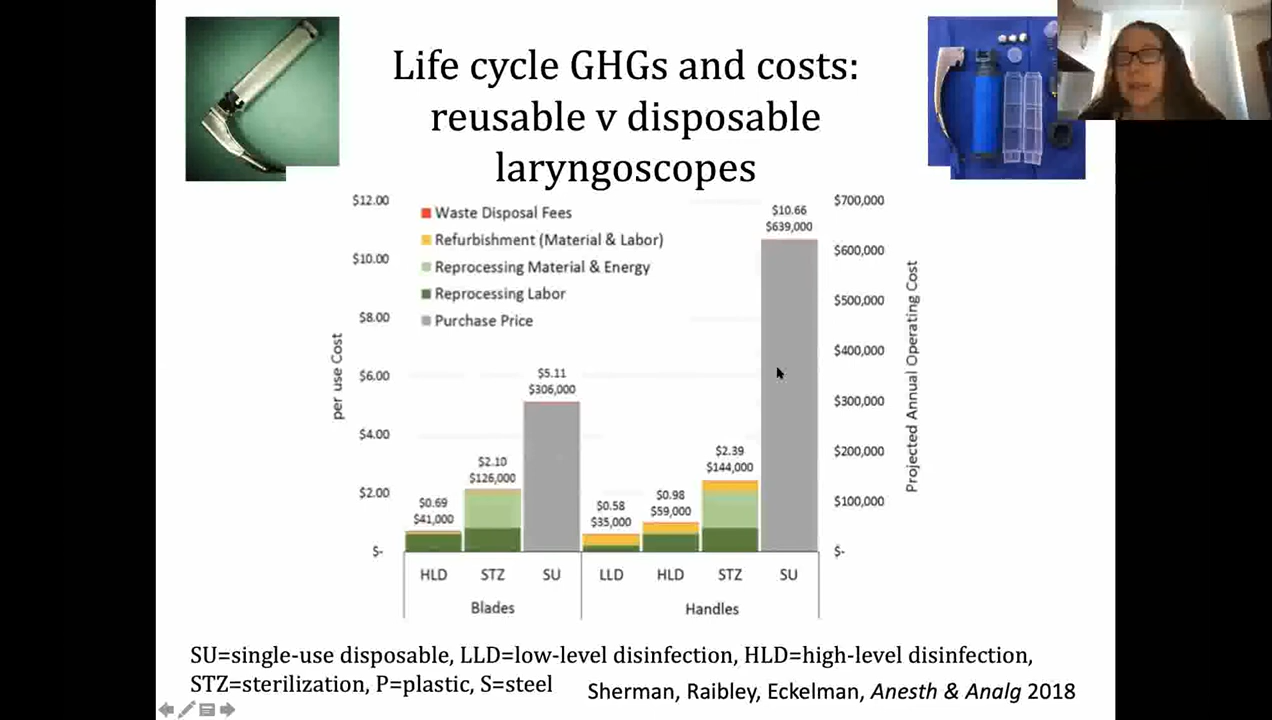 Life cycle GHGs and costs:
reusable v disposable
laryngoscopes
$12.00
$10.00
$8.00
$6.00
$4.00
$2.00
$-
per use Cost
Waste Disposal Fees
Refurbishment (Material & Labor)
Reprocessing Material & Energy
Reprocessing Labor
Purchase Price
$0.69
$41,000
$2.10
$126,000
$5.11
$306,000
$0.58
$35,000
$0.98
$59,000
$2.39
$144,000
$10.66
$639,000
$700,000
$600,000
$500,000
$400,000
$300,000
$200,000
$100,000
$-
Projected Annual Operating Cost
HLD STZ SU LLD HLD STZ SU
Blades Handles
SU=single-use disposable, LLD=low-level disinfection, HLD=high-level disinfection,
STZ=sterilization, P=plastic, S=steel
Sherman, Raibley, Eckelman, Anesth & Analg 2018